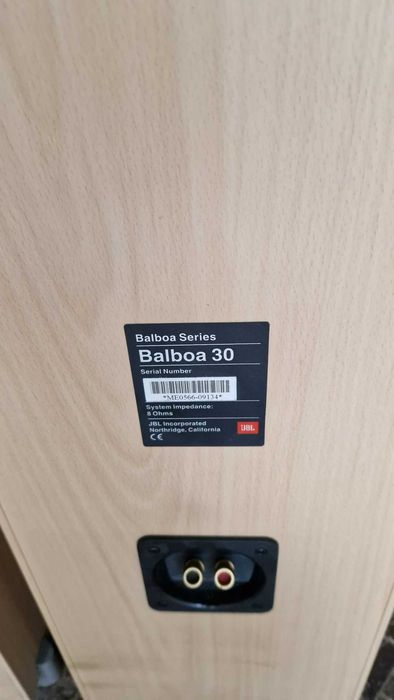 Balboa Series
Balboa 30
Serial Number
*ME0566-09134*
System Impedance:
8 Ohms
JBL Incorporated
Northridge, California
CE
JBL